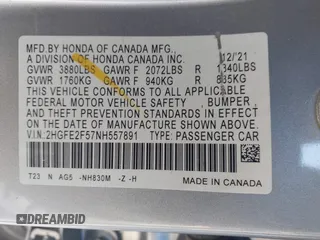 MFD. BY HONDA OF CANADA MFG.,
A DIVISION OF HONDA CANADA INC. 12/21
GVWR 3880LBS GAWR F 2072LBS R 1840LBS
GVWR 1760KG GAWR F 940KG R 835KG
THIS VEHICLE CONFORMS TO ALL APPLICABLE
FEDERAL MOTOR VEHICLE SAFETY, BUMPER,
AND THEFT PREVENTION STANDARDS IN EFFECT
ON THE DATE OF MANUFACTURE SHOWN ABOVE.
V.I.N.:2HGFE2F57NH557891 TYPE:PASSENGER CAR
T23 N AG5 -NH830M -Z -H
MADE IN CANADA
DREAMBID